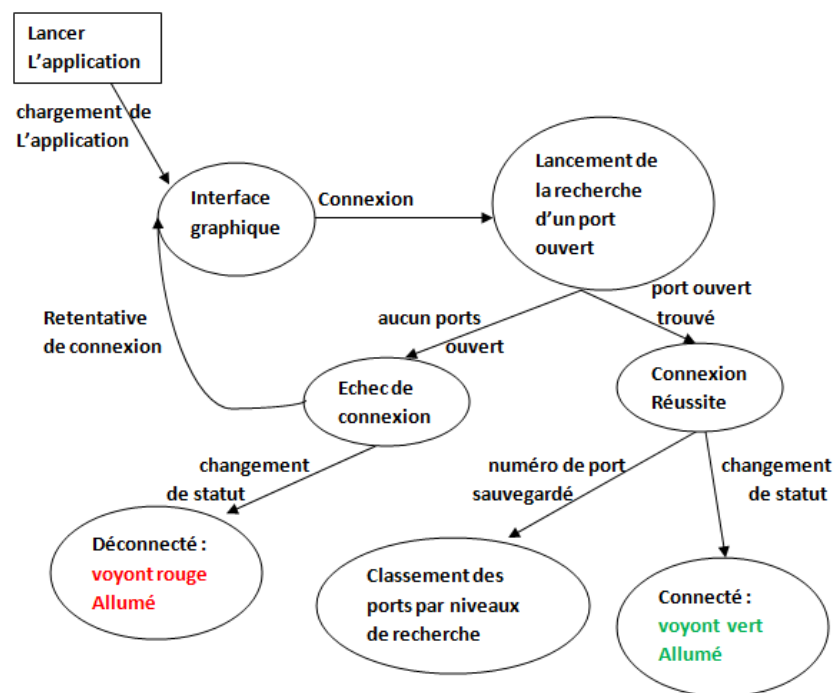 Lancer
L'application
chargement de
L'application
Interface
graphique
Connexion
Lancement de
la recherche
d'un port
ouvert
Retentative
de connexion
aucun ports
ouvert
port ouvert
trouvé
Echec de
connexion
Connexion
Réussite
changement
de statut
numéro de port
sauvegardé
changement
de statut
Déconnecté :
voyont rouge
Allumé
Classement des
ports par niveaux
de recherche
Connecté :
voyont vert
Allumé